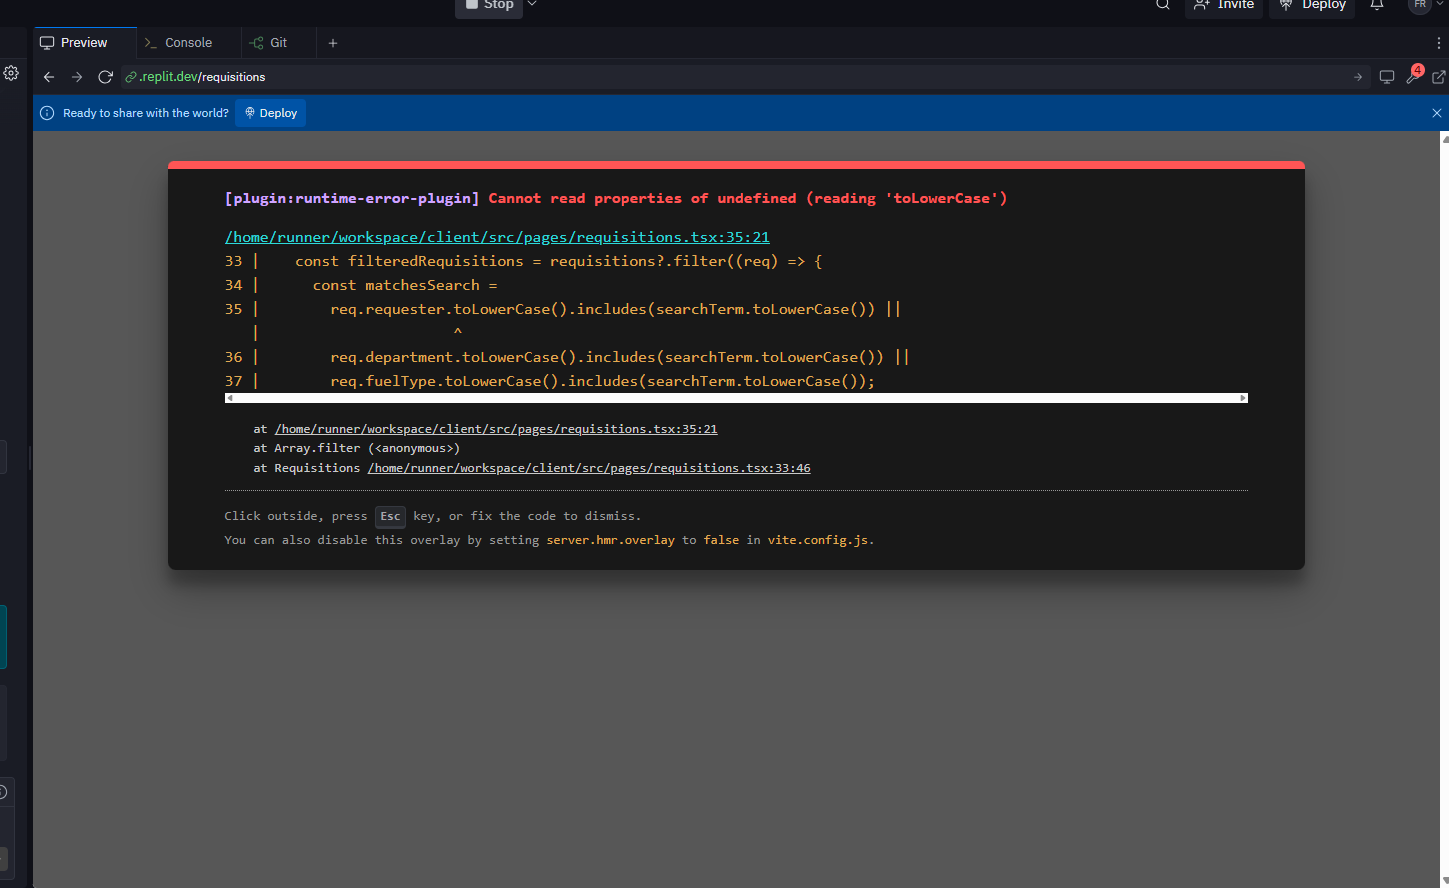 Stop
Invite
Deploy
FR
Preview
Console
Git
.replit.dev/requisitions
4
Ready to share with the world?
Deploy
[plugin:runtime-error-plugin] Cannot read properties of undefined (reading 'toLowerCase')
/home/runner/workspace/client/src/pages/requisitions.tsx:35:21
33 |    const filteredRequisitions = requisitions?.filter((req) => {
34 |      const matchesSearch =
35 |        req.requester.toLowerCase().includes(searchTerm.toLowerCase()) ||
   |                      ^
36 |        req.department.toLowerCase().includes(searchTerm.toLowerCase()) ||
37 |        req.fuelType.toLowerCase().includes(searchTerm.toLowerCase());
at /home/runner/workspace/client/src/pages/requisitions.tsx:35:21
at Array.filter (<anonymous>)
at Requisitions /home/runner/workspace/client/src/pages/requisitions.tsx:33:46
Click outside, press Esc key, or fix the code to dismiss.
You can also disable this overlay by setting server.hmr.overlay to false in vite.config.js.